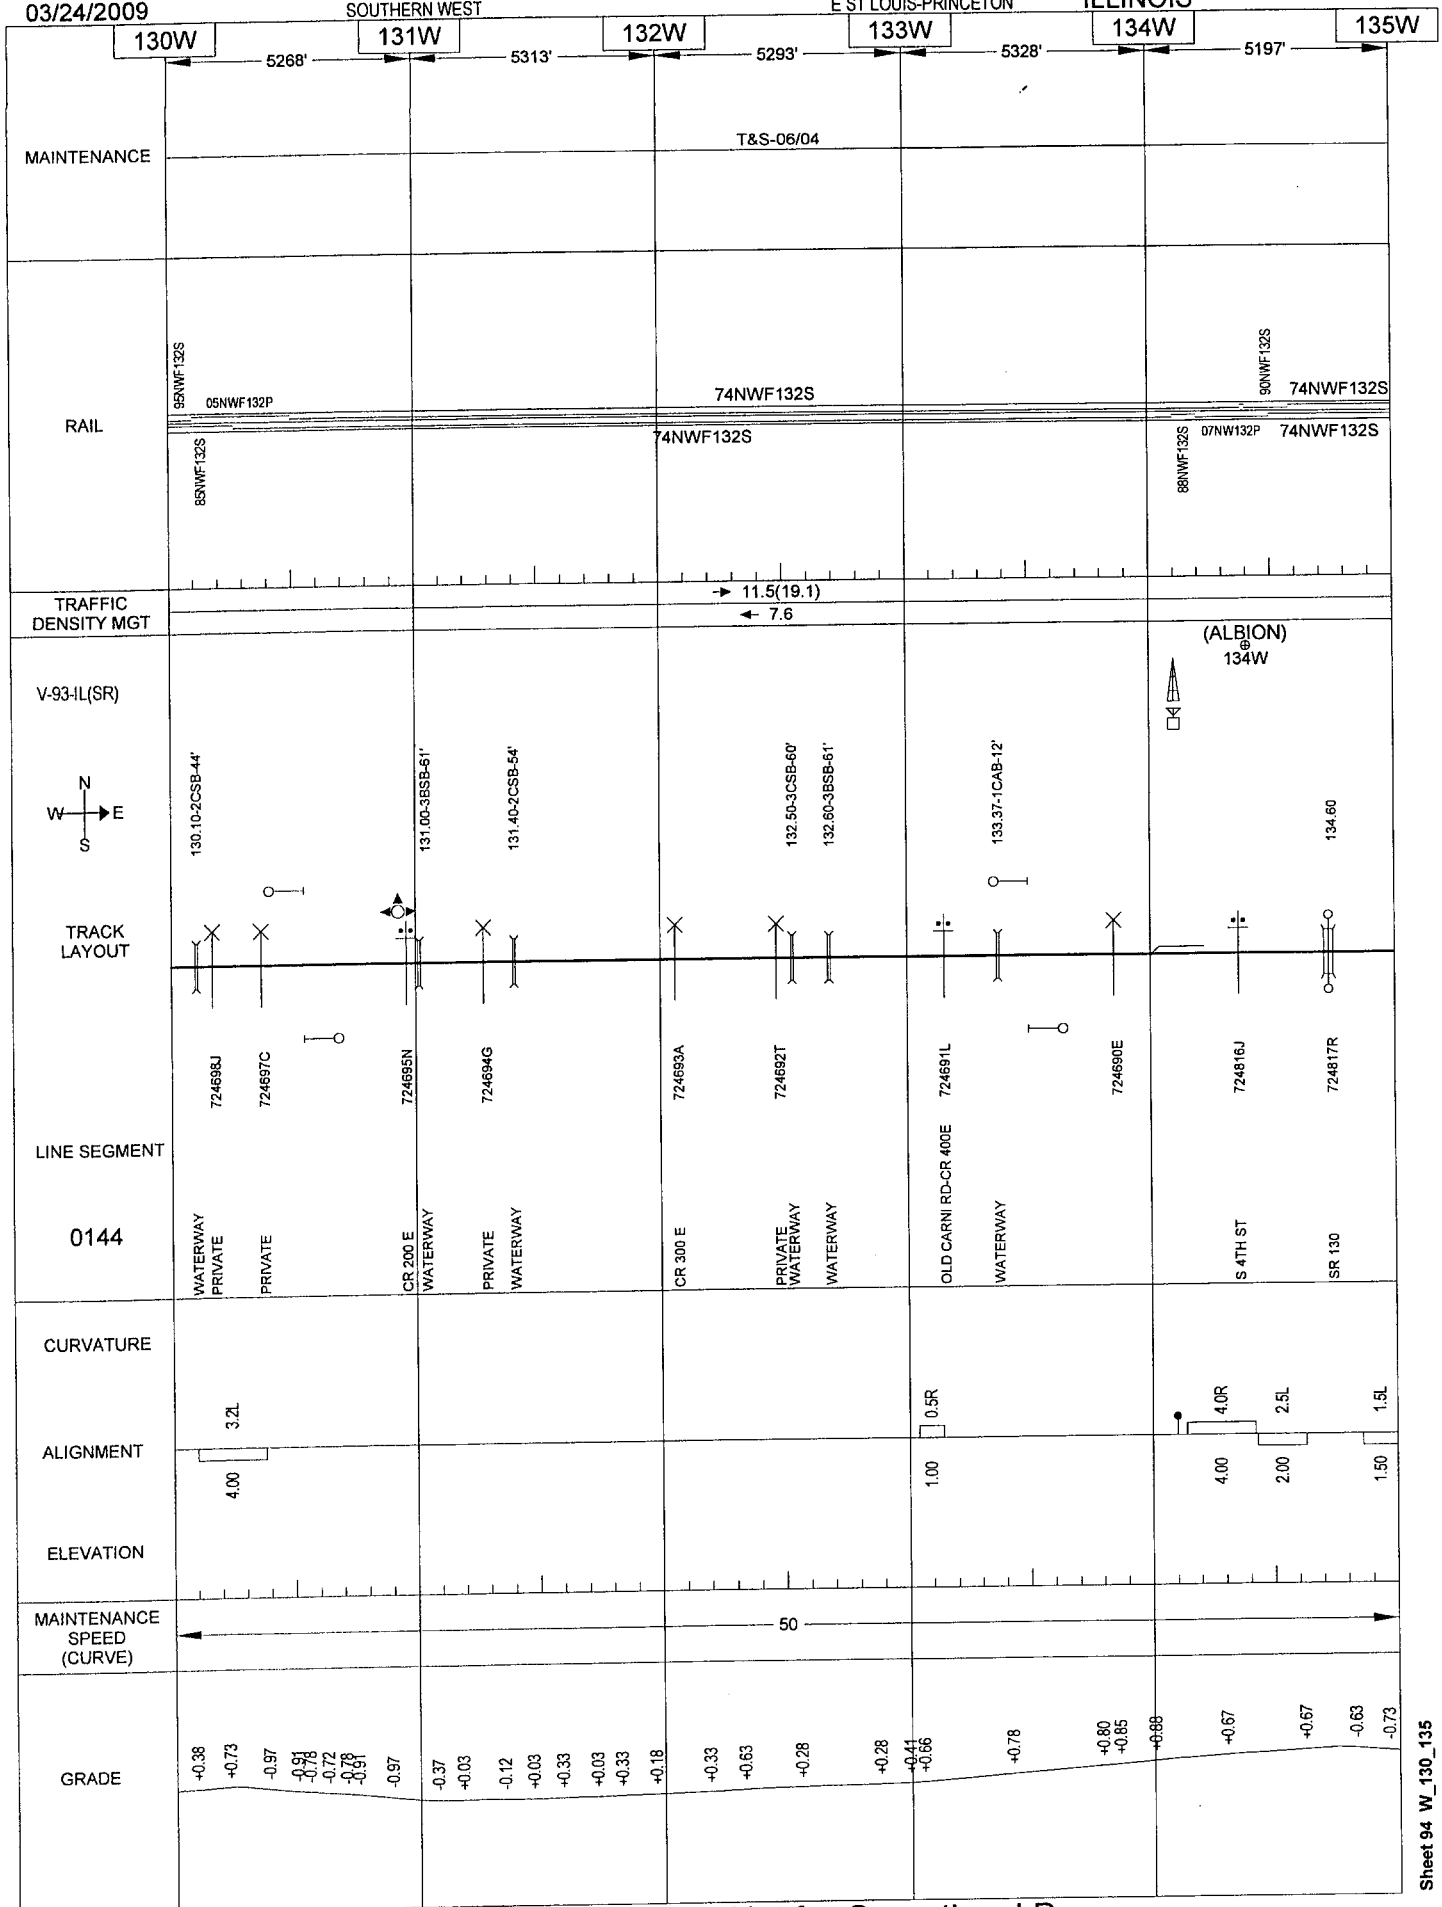 03/24/2009 SOUTHERN WEST E ST LOUIS-PRINCETON ILLINOIS
130W 131W 132W 133W 134W 135W
5268' 5313' 5293' 5328' 5197'
MAINTENANCE
T&S-06/04
RAIL
95NWF132S
05NWF132P
85NWF132S
74NWF132S
74NWF132S
90NWF132S
74NWF132S
88NWF132S
07NW132P
74NWF132S
TRAFFIC
DENSITY MGT
11.5(19.1)
7.6
V-93-IL(SR)
(ALBION)
134W
N
W E
S
130.10-2CSB-44'
131.00-3BSB-61'
131.40-2CSB-54'
132.50-3CSB-60'
132.60-3BSB-61'
133.37-1CAB-12'
134.60
TRACK
LAYOUT
724698J
724697C
724695N
724694G
724693A
724692T
724691L
724690E
724816J
724817R
LINE SEGMENT
0144
WATERWAY
PRIVATE
PRIVATE
CR 200 E
WATERWAY
PRIVATE
WATERWAY
CR 300 E
PRIVATE
WATERWAY
WATERWAY
OLD CARNI RD-CR 400E
WATERWAY
S 4TH ST
SR 130
CURVATURE
3.2L
0.5R
4.0R
2.5L
1.5L
ALIGNMENT
4.00
1.00
4.00
2.00
1.50
ELEVATION
MAINTENANCE
SPEED
(CURVE)
50
GRADE
+0.38
+0.73
-0.97
-0.91
-0.78
-0.72
-0.78
-0.91
-0.97
-0.37
+0.03
-0.12
+0.03
+0.33
+0.03
+0.33
+0.18
+0.33
+0.63
+0.28
+0.28
+0.41
+0.66
+0.78
+0.80
+0.85
+0.88
+0.67
+0.67
-0.63
-0.73
Sheet 94 W_130_135